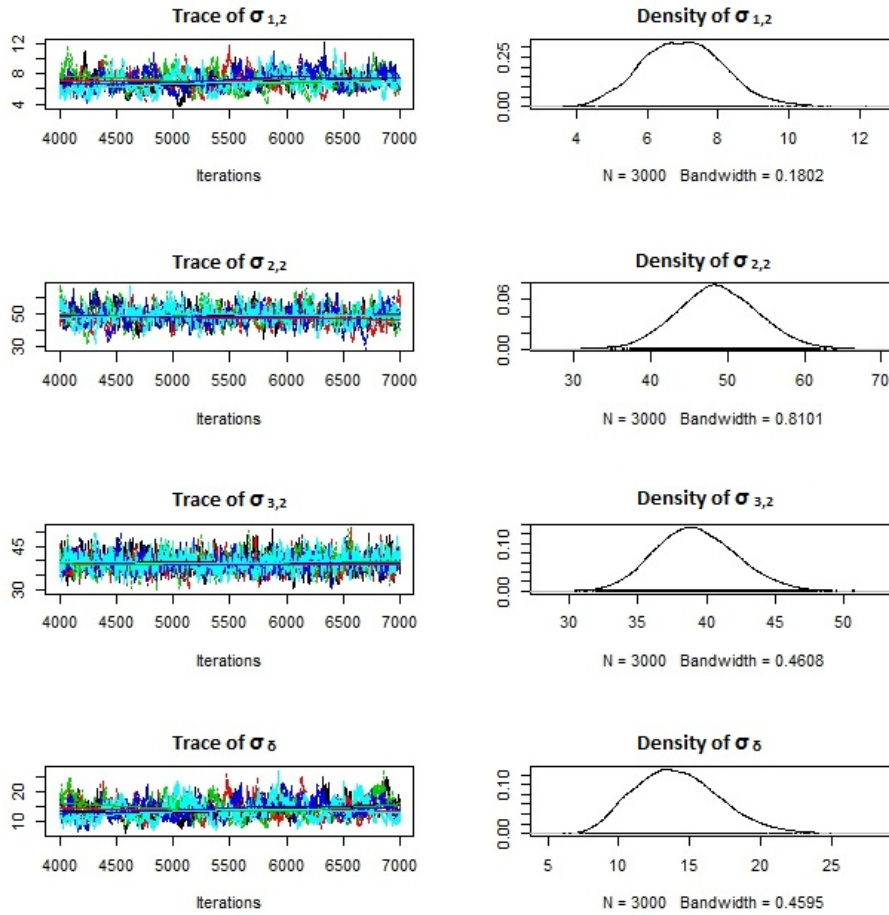 Trace of σ 1,2
Density of σ 1,2
12
8
4
4000 4500 5000 5500 6000 6500 7000
Iterations
0.25
0.00
4 6 8 10 12
N = 3000 Bandwidth = 0.1802
Trace of σ 2,2
Density of σ 2,2
50
30
4000 4500 5000 5500 6000 6500 7000
Iterations
0.06
0.00
30 40 50 60 70
N = 3000 Bandwidth = 0.8101
Trace of σ 3,2
Density of σ 3,2
45
30
4000 4500 5000 5500 6000 6500 7000
Iterations
0.10
0.00
30 35 40 45 50
N = 3000 Bandwidth = 0.4608
Trace of σ δ
Density of σ δ
20
10
4000 4500 5000 5500 6000 6500 7000
Iterations
0.10
0.00
5 10 15 20 25
N = 3000 Bandwidth = 0.4595